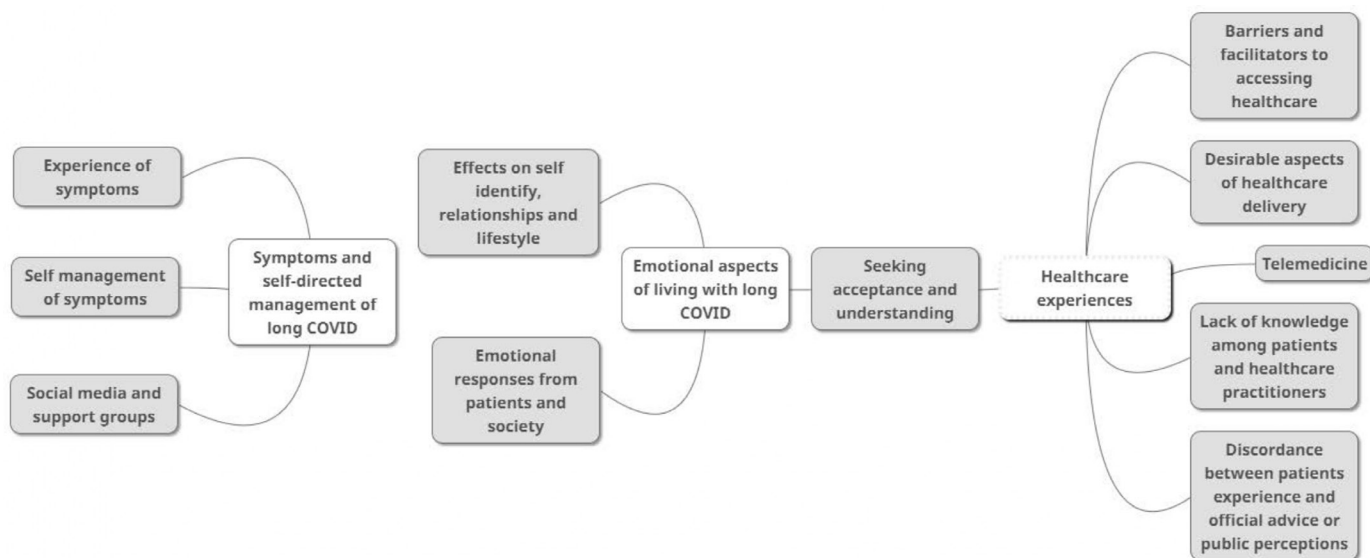 Experience of
symptoms
Self management
of symptoms
Social media and
support groups
Symptoms and
self-directed
management of
long COVID
Effects on self
identify,
relationships and
lifestyle
Emotional
responses from
patients and
society
Emotional aspects
of living with long
COVID
Seeking
acceptance and
understanding
Healthcare
experiences
Barriers and
facilitators to
accessing
healthcare
Desirable aspects
of healthcare
delivery
Telemedicine
Lack of knowledge
among patients
and healthcare
practitioners
Discordance
between patients
experience and
official advice or
public perceptions